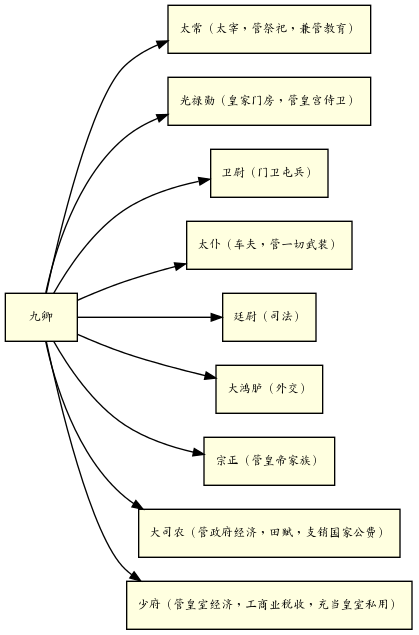 太常（太宰，管祭祀，兼管教育）
光禄勋（皇家门房，管皇宫侍卫）
卫尉（门卫屯兵）
太仆（车夫，管一切武装）
九卿
廷尉（司法）
大鸿胪（外交）
宗正（管皇帝家族）
大司农（管政府经济，田赋，支销国家公费）
少府（管皇室经济，工商业税收，充当皇室私用）